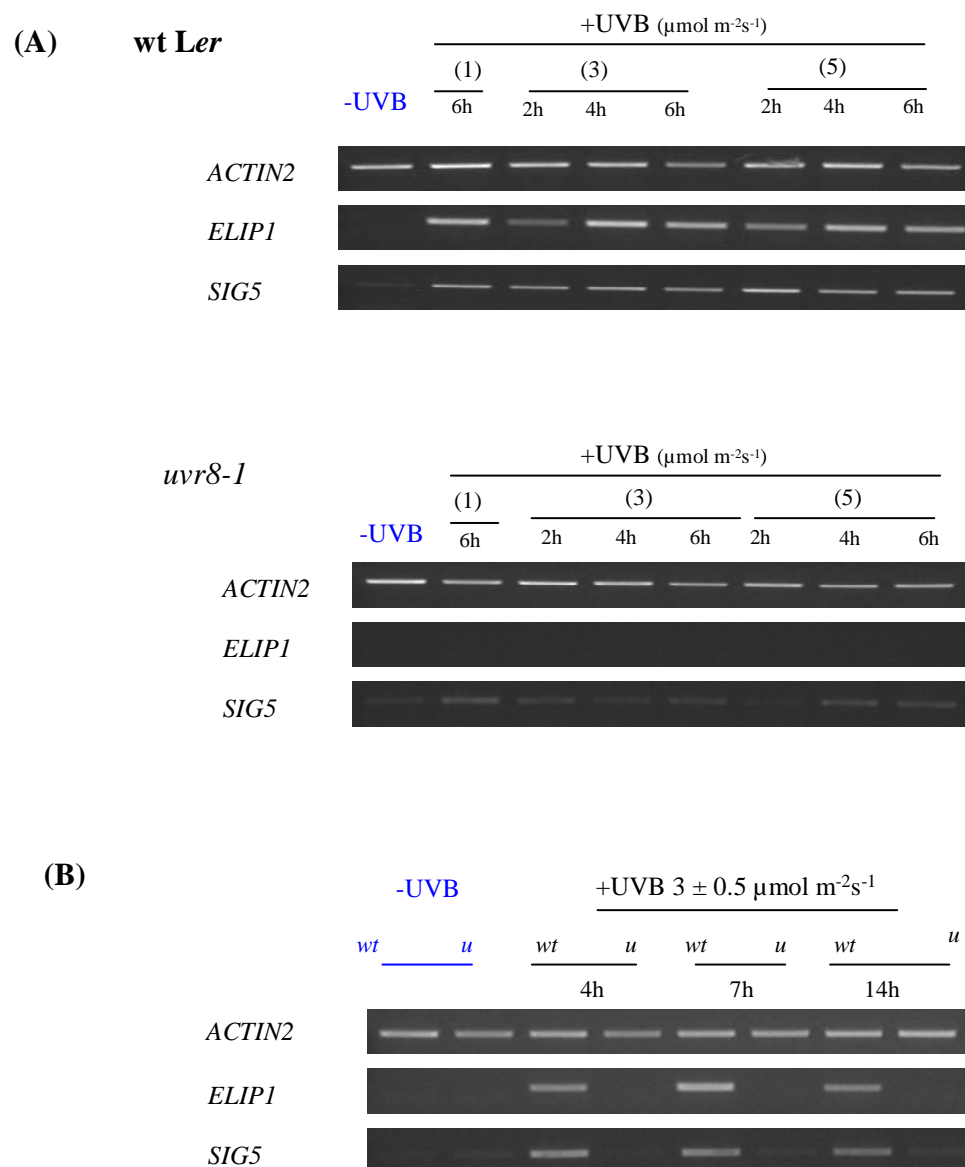 (A) wt Ler +UVB (µmol m-2s-1)
(1) (3) (5)
-UVB 6h 2h 4h 6h 2h 4h 6h
ACTIN2
ELIP1
SIG5
uvr8-1 +UVB (µmol m-2s-1)
(1) (3) (5)
-UVB 6h 2h 4h 6h 2h 4h 6h
ACTIN2
ELIP1
SIG5
(B)
-UVB +UVB 3 ± 0.5 µmol m-2s-1
wt u wt u wt u wt u
4h 7h 14h
ACTIN2
ELIP1
SIG5